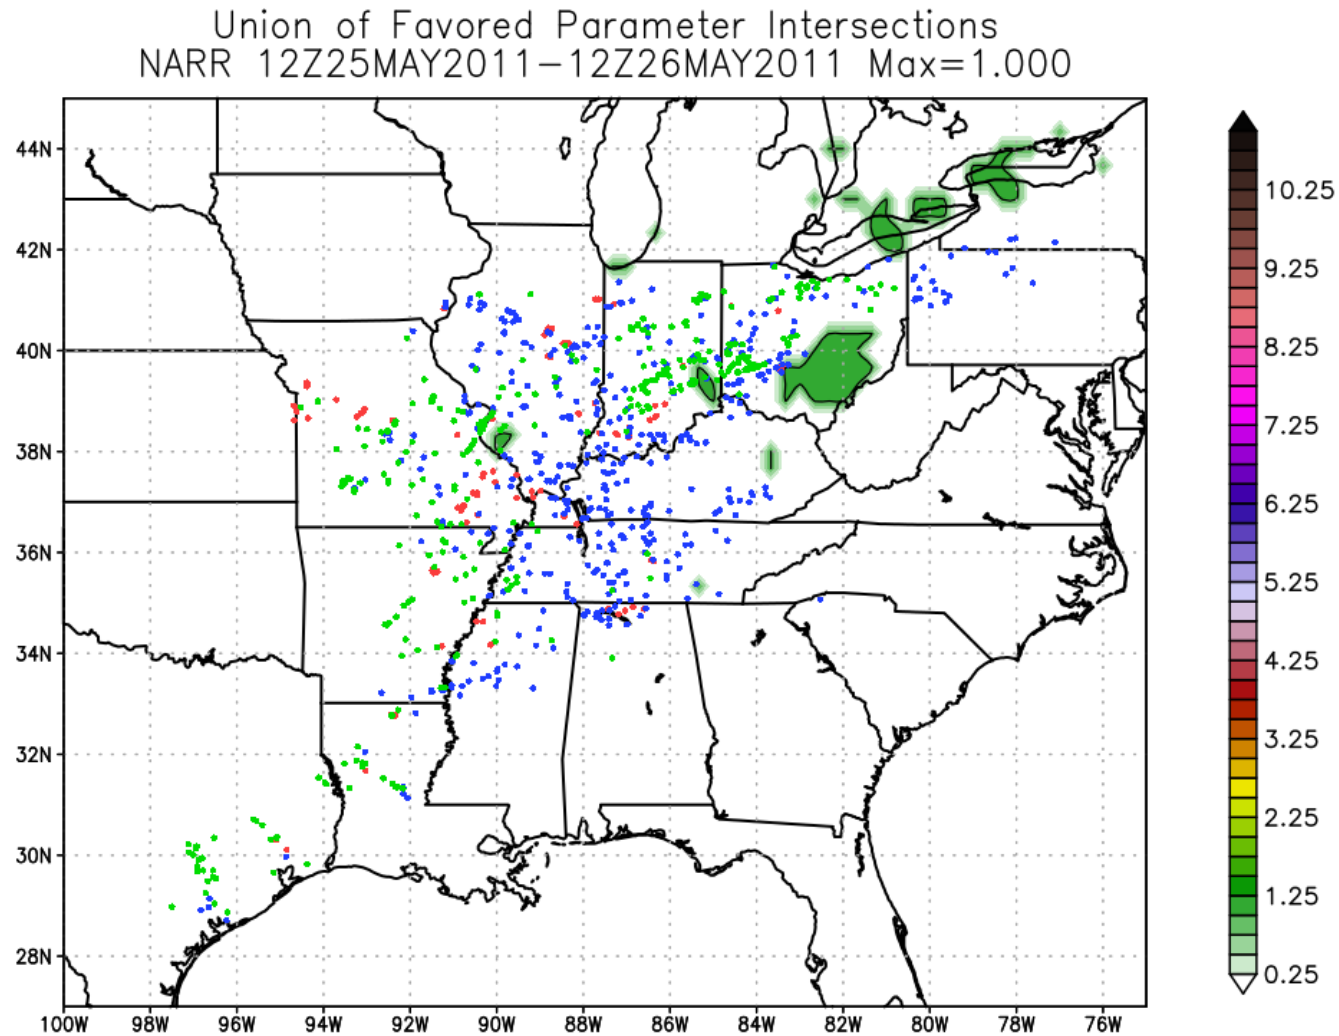 Union of Favored Parameter Intersections
NARR 12Z25MAY2011–12Z26MAY2011 Max=1.000
44N
42N
40N
38N
36N
34N
32N
30N
28N
100W 98W 96W 94W 92W 90W 88W 86W 84W 82W 80W 78W 76W
10.25
9.25
8.25
7.25
6.25
5.25
4.25
3.25
2.25
1.25
0.25